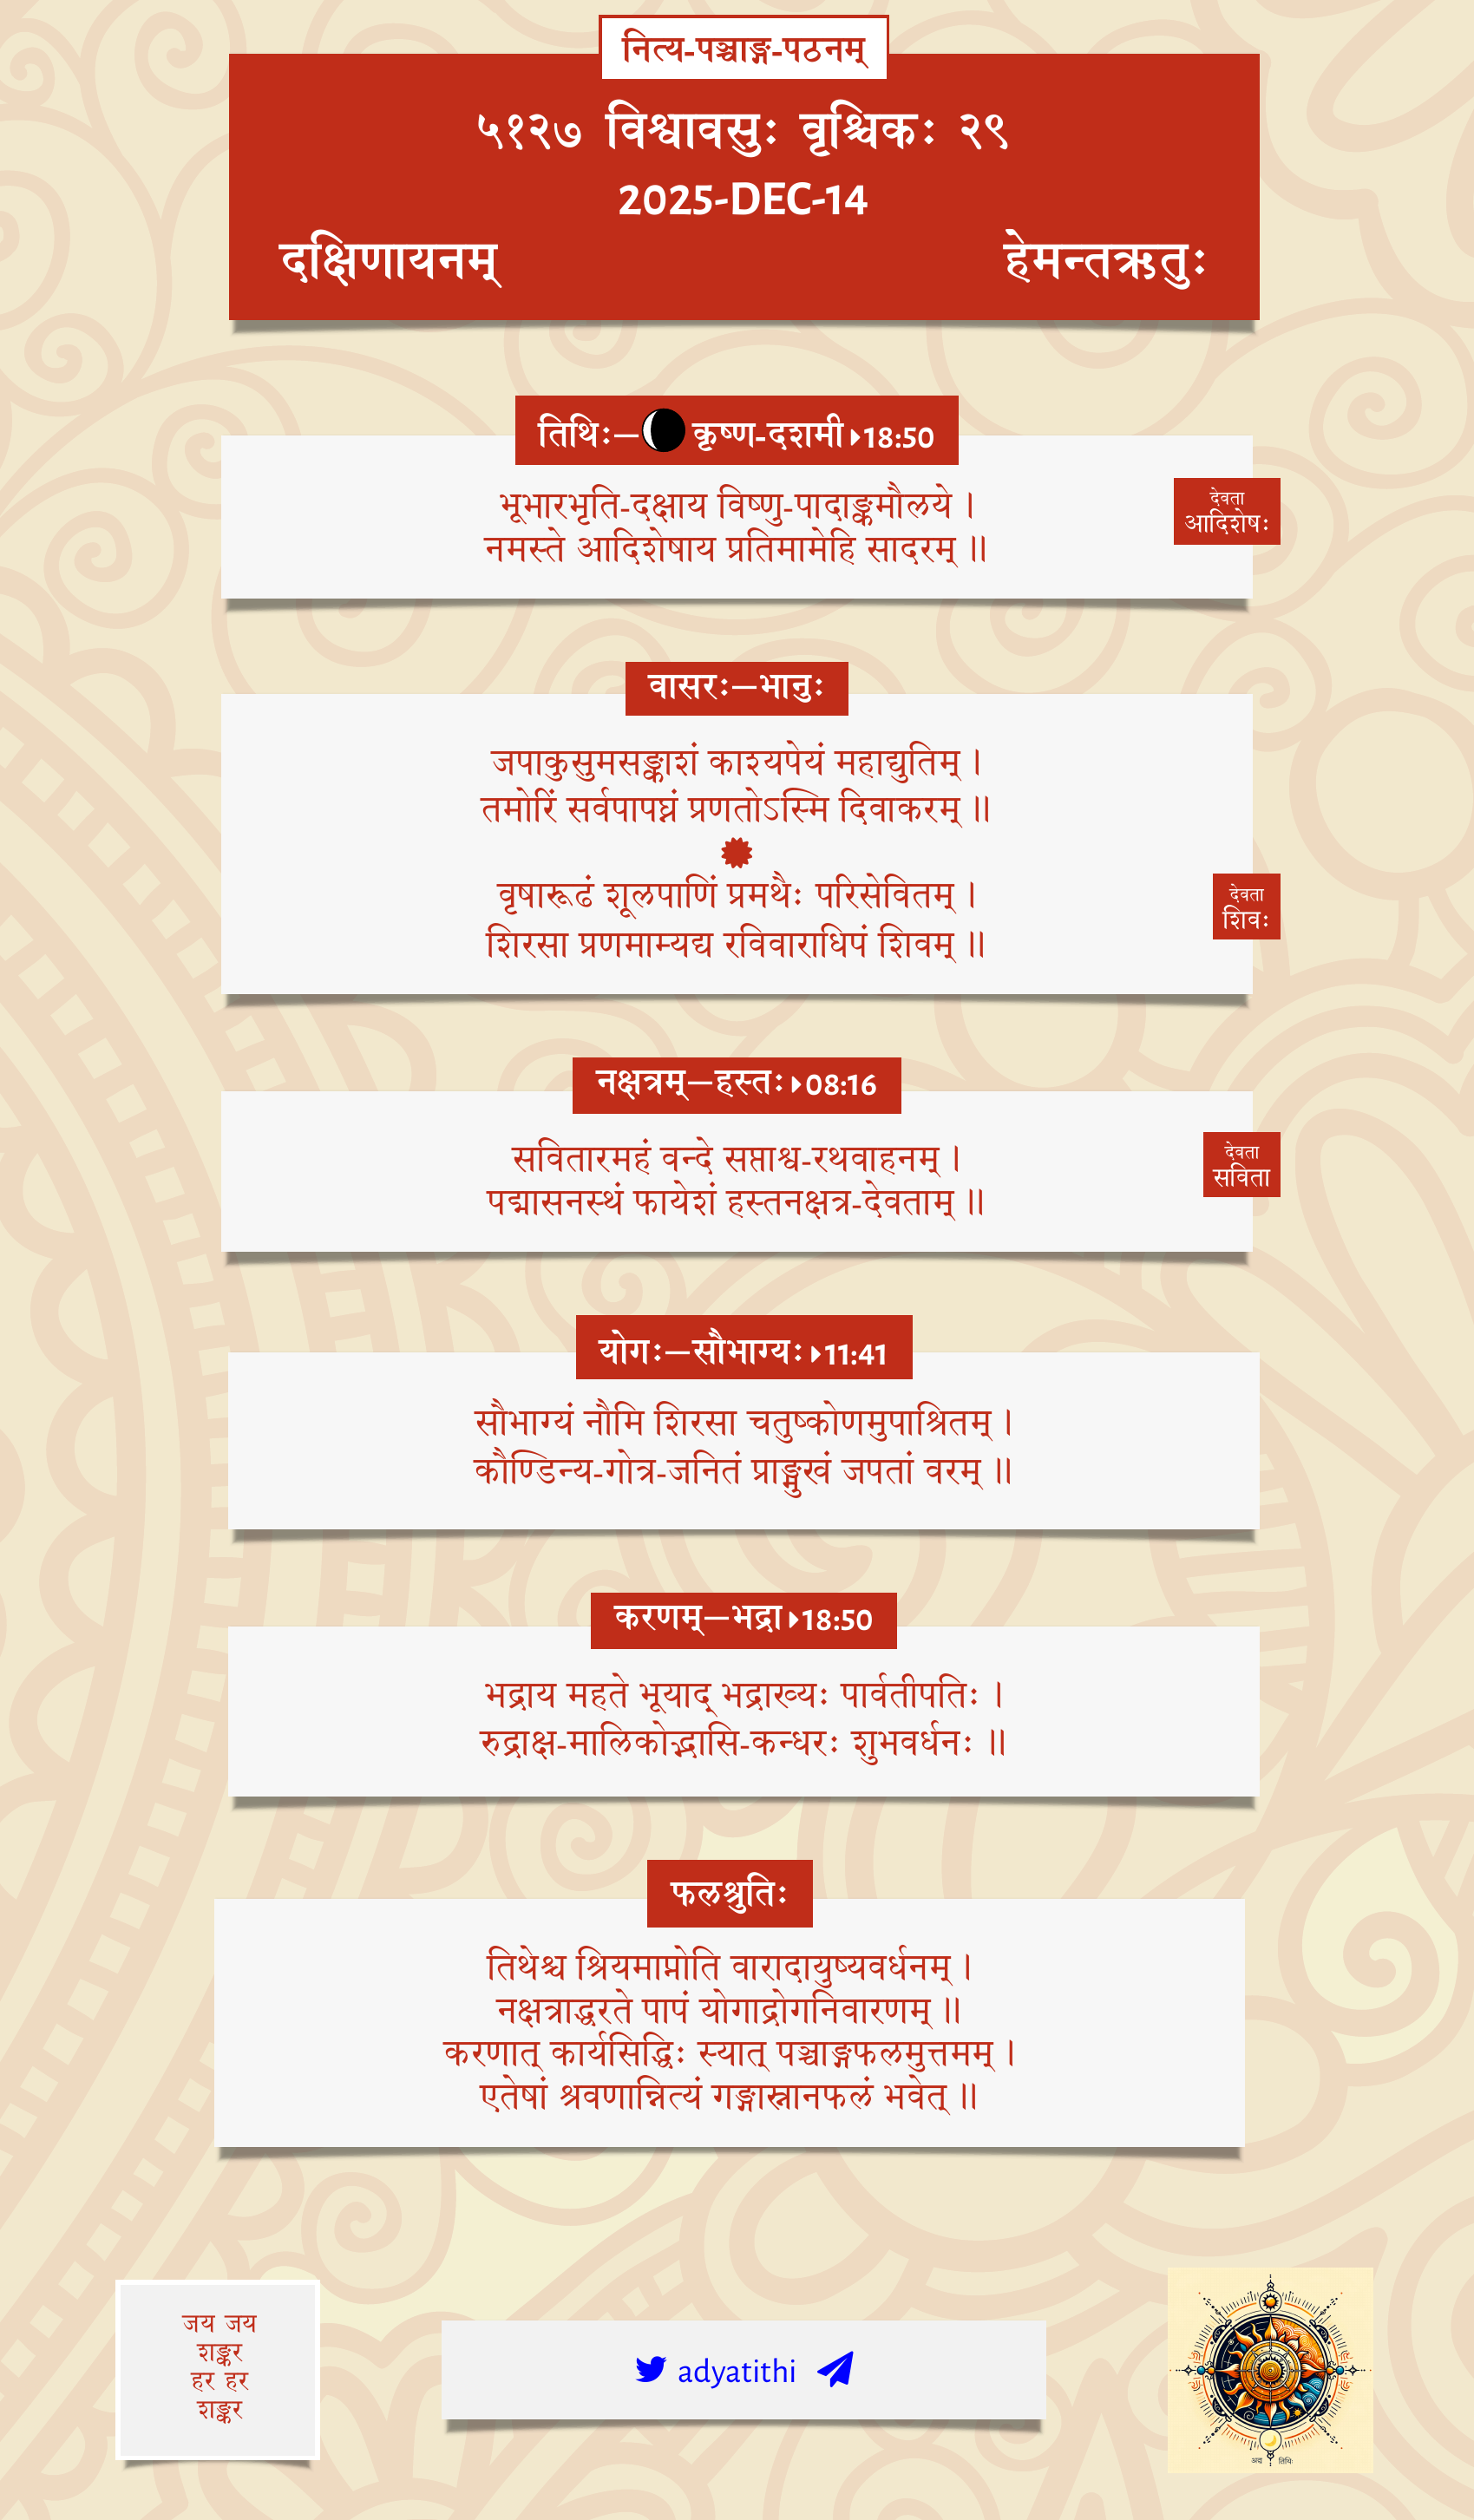 नित्य-पञ्चाङ्ग-पठनम्
५१२७ विश्वावसुः वृश्चिकः २९
2025-DEC-14
दक्षिणायनम् हेमन्तऋतुः
तिथिः—कृष्ण-दशमी 18:50
भूभारभृति-दक्षाय विष्णु-पादाङ्कमौलये ।
नमस्ते आदिशेषाय प्रतिमामेहि सादरम् ॥
देवता
आदिशेषः
वासरः—भानुः
जपाकुसुमसङ्काशं काश्यपेयं महाद्युतिम् ।
तमोरिं सर्वपापघ्नं प्रणतोऽस्मि दिवाकरम् ॥
वृषारूढं शूलपाणिं प्रमथैः परिसेवितम् ।
शिरसा प्रणमाम्यद्य रविवाराधिपं शिवम् ॥
देवता
शिवः
नक्षत्रम्—हस्तः 08:16
सवितारमहं वन्दे सप्ताश्व-रथवाहनम् ।
पद्मासनस्थं फायेशं हस्तनक्षत्र-देवताम् ॥
देवता
सविता
योगः—सौभाग्यः 11:41
सौभाग्यं नौमि शिरसा चतुष्कोणमुपाश्रितम् ।
कौण्डिन्य-गोत्र-जनितं प्राङ्मुखं जपतां वरम् ॥
करणम्—भद्रा 18:50
भद्राय महते भूयाद् भद्राख्यः पार्वतीपतिः ।
रुद्राक्ष-मालिकोद्भासि-कन्धरः शुभवर्धनः ॥
फलश्रुतिः
तिथेश्च श्रियमाप्नोति वारादायुष्यवर्धनम् ।
नक्षत्राद्धरते पापं योगाद्रोगनिवारणम् ॥
करणात् कार्यसिद्धिः स्यात् पञ्चाङ्गफलमुत्तमम् ।
एतेषां श्रवणान्नित्यं गङ्गास्नानफलं भवेत् ॥
जय जय
शङ्कर
हर हर
शङ्कर
adyatithi
अद्य तिथिः